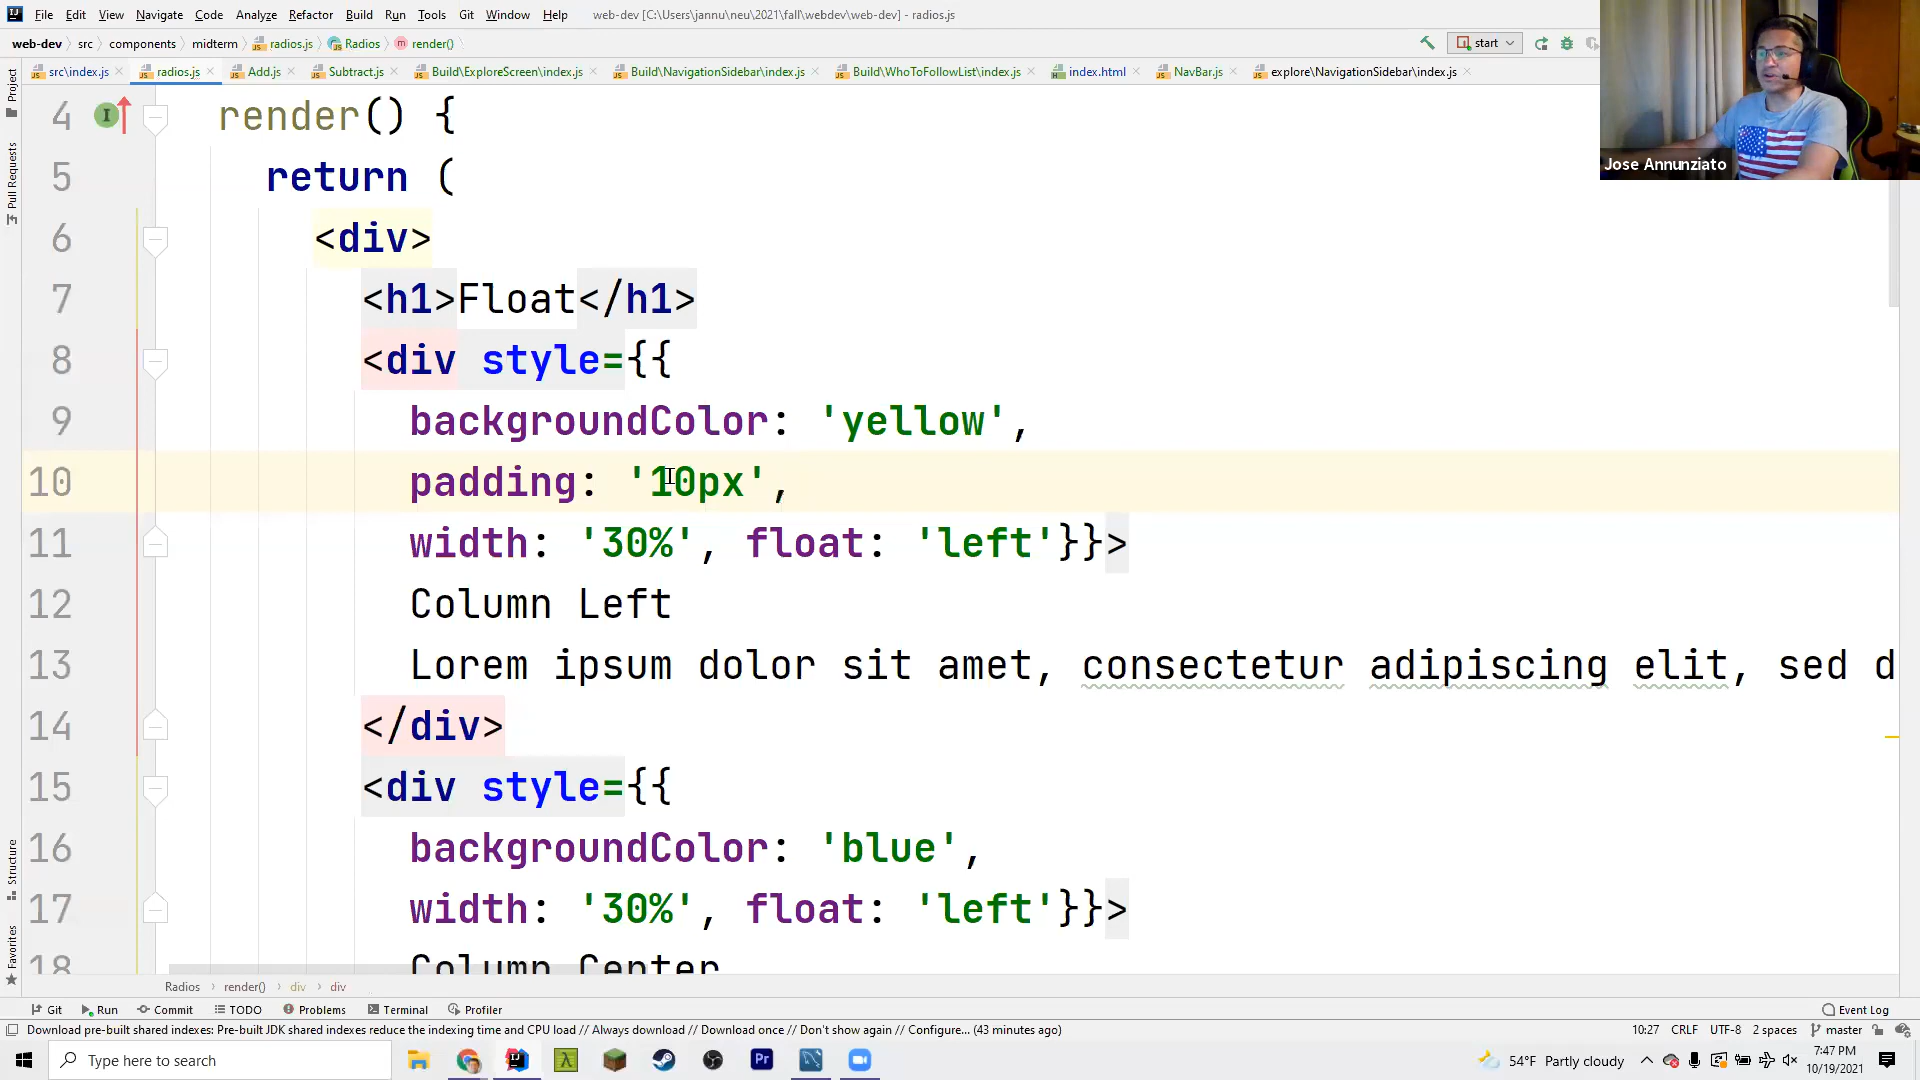 File Edit View Navigate Code Analyze Refactor Build Run Tools Git Window Help web-dev [C:\Users\jannu\neu\2021\fall\webdev\web-dev] - radios.js
web-dev src components midterm radios.js Radios render() start
src\index.js radios.js Add.js Subtract.js Build\ExploreScreen\index.js Build\NavigationSidebar\index.js Build\WhoToFollowList\index.js index.html NavBar.js explore\NavigationSidebar\index.js
Project
Pull Requests
Structure
Favorites
Jose Annunziato
4 render() {
5 return (
6 <div>
7 <h1>Float</h1>
8 <div style={{
9 backgroundColor: 'yellow',
10 padding: '10px',
11 width: '30%', float: 'left'}}>
12 Column Left
13 Lorem ipsum dolor sit amet, consectetur adipiscing elit, sed d
14 </div>
15 <div style={{
16 backgroundColor: 'blue',
17 width: '30%', float: 'left'}}>
18 Column Center
Radios render() div div
Git Run Commit TODO Problems Terminal Profiler Event Log
Download pre-built shared indexes: Pre-built JDK shared indexes reduce the indexing time and CPU load // Always download // Download once // Don't show again // Configure... (43 minutes ago) 10:27 CRLF UTF-8 2 spaces master
Type here to search
54°F Partly cloudy
7:47 PM
10/19/2021